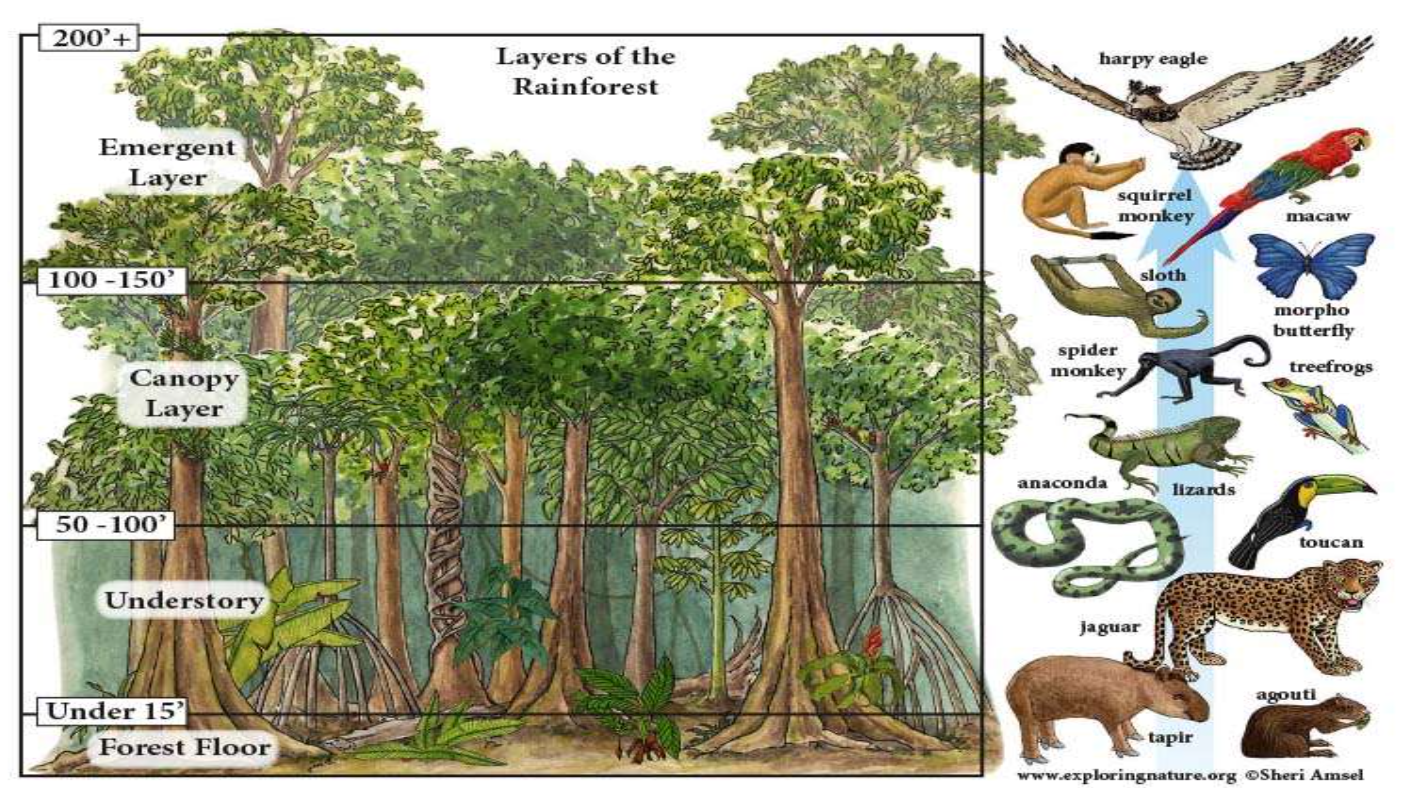 200’+
Layers of the
Rainforest
Emergent
Layer
100 -150’
Canopy
Layer
50 -100’
Understory
Under 15’
Forest Floor
harpy eagle
squirrel
monkey
macaw
sloth
morpho
butterfly
spider
monkey
treefrogs
anaconda
lizards
toucan
jaguar
agouti
tapir
www.exploringnature.org ©Sheri Amsel